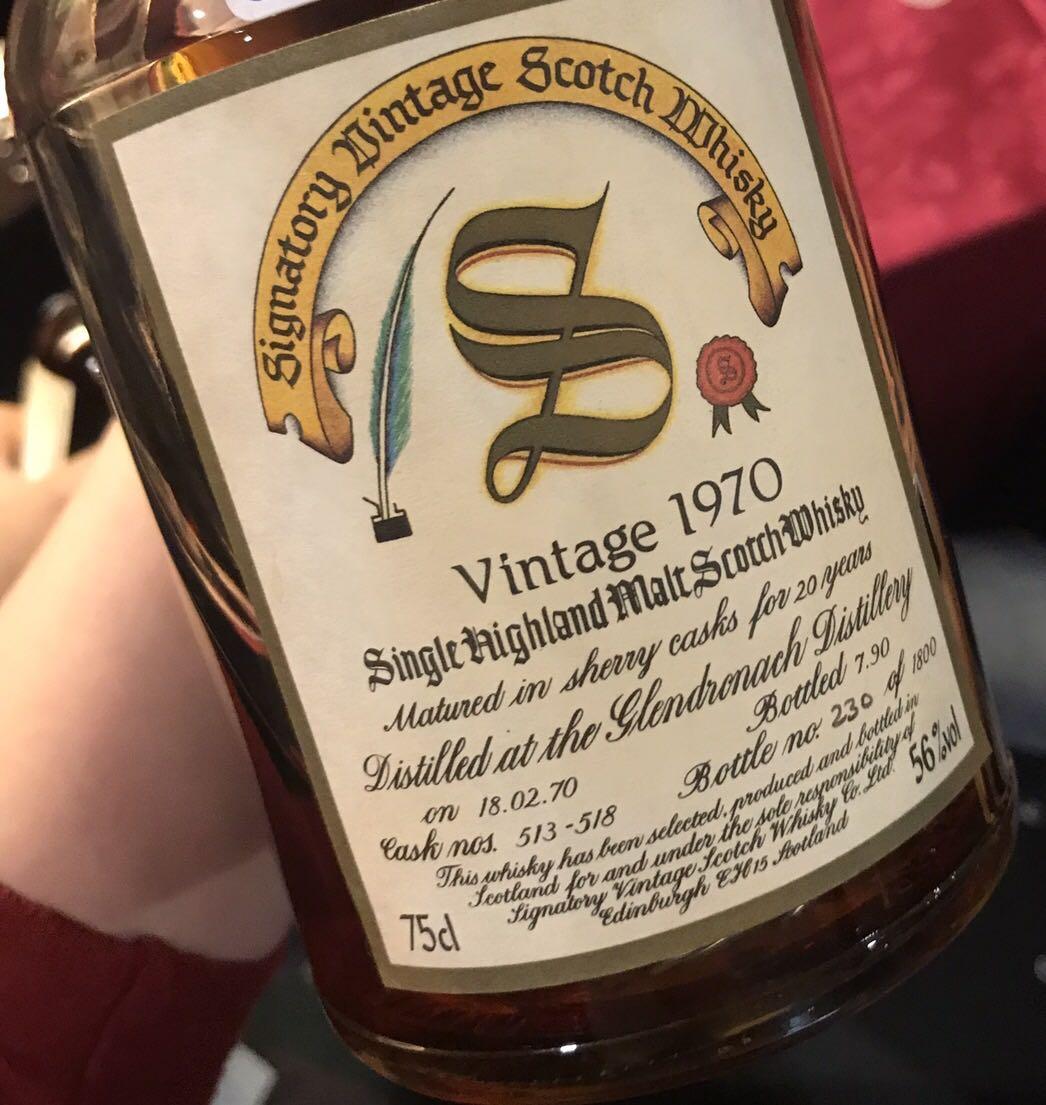 Signatory Vintage Scotch Whisky
S
S
Vintage 1970
Single Highland Malt Scotch Whisky
Matured in sherry casks for 20 years
Distilled at the Glendronach Distillery
on 18.02.70
Bottled 7.90
Cask nos. 513-518
Bottle no. 230 of 1800
This whisky has been selected, produced and bottled in
Scotland for and under the sole responsibility of
Signatory Vintage Scotch Whisky Co. Ltd.
Edinburgh EH15 Scotland
75cl
56%vol